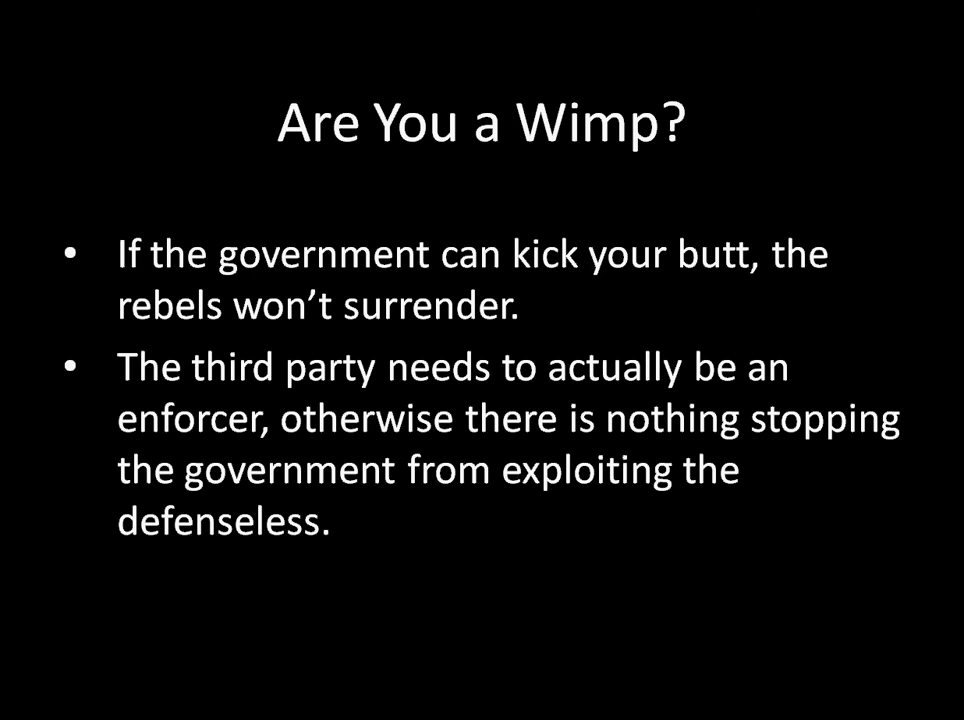 Are You a Wimp?
• If the government can kick your butt, the
rebels won’t surrender.
• The third party needs to actually be an
enforcer, otherwise there is nothing stopping
the government from exploiting the
defenseless.